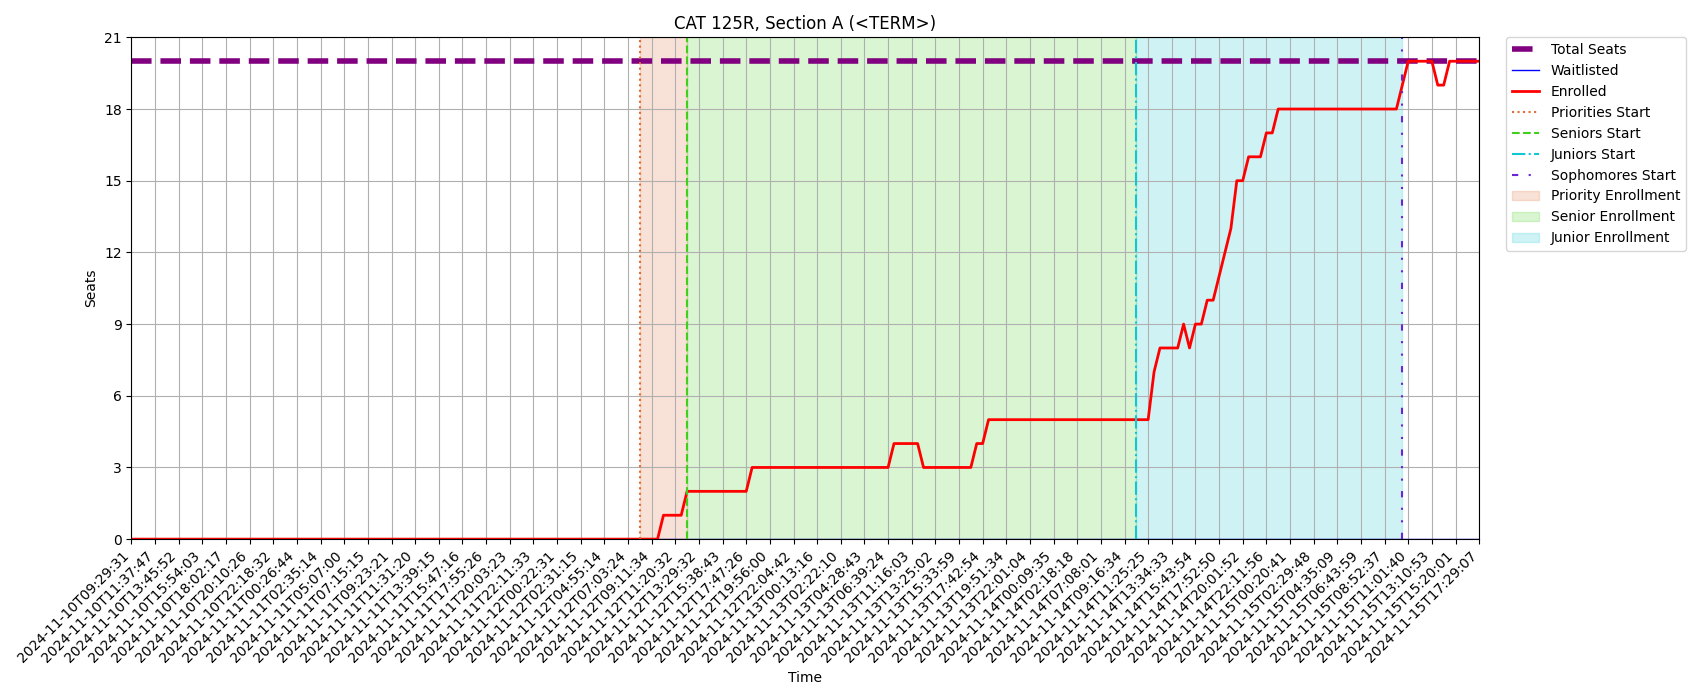 CAT 125R, Section A (<TERM>)
21
18
15
12
9
6
3
0
Seats
2024-11-10T09:29:31
2024-11-10T11:37:47
2024-11-10T13:45:52
2024-11-10T15:54:03
2024-11-10T18:02:17
2024-11-10T20:10:26
2024-11-10T22:18:32
2024-11-11T00:26:44
2024-11-11T02:35:14
2024-11-11T05:07:00
2024-11-11T07:15:15
2024-11-11T09:23:21
2024-11-11T11:31:20
2024-11-11T13:39:15
2024-11-11T15:47:16
2024-11-11T17:55:26
2024-11-11T20:03:23
2024-11-11T22:11:33
2024-11-12T00:22:31
2024-11-12T02:31:15
2024-11-12T04:55:14
2024-11-12T07:03:24
2024-11-12T09:11:34
2024-11-12T11:20:32
2024-11-12T13:29:32
2024-11-12T15:38:43
2024-11-12T17:47:26
2024-11-12T19:56:00
2024-11-12T22:04:42
2024-11-13T00:13:16
2024-11-13T02:22:10
2024-11-13T04:28:43
2024-11-13T06:39:24
2024-11-13T11:16:03
2024-11-13T13:25:02
2024-11-13T15:33:59
2024-11-13T17:42:54
2024-11-13T19:51:34
2024-11-13T22:01:04
2024-11-14T00:09:35
2024-11-14T02:18:18
2024-11-14T07:08:01
2024-11-14T09:16:34
2024-11-14T11:25:25
2024-11-14T13:34:33
2024-11-14T15:43:54
2024-11-14T17:52:50
2024-11-14T20:01:52
2024-11-14T22:11:56
2024-11-15T00:20:41
2024-11-15T02:29:48
2024-11-15T04:35:09
2024-11-15T06:43:59
2024-11-15T08:52:37
2024-11-15T11:01:40
2024-11-15T13:10:53
2024-11-15T15:20:01
2024-11-15T17:29:07
Time
Total Seats
Waitlisted
Enrolled
Priorities Start
Seniors Start
Juniors Start
Sophomores Start
Priority Enrollment
Senior Enrollment
Junior Enrollment